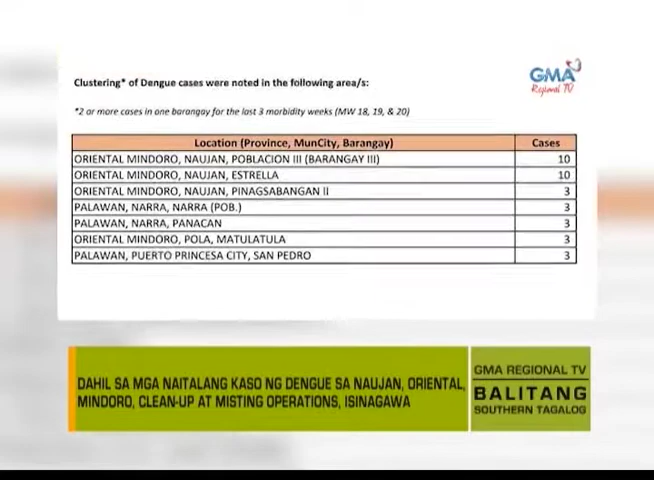 Clustering* of Dengue cases were noted in the following area/s:
GMA
Regional TV
*2 or more cases in one barangay for the last 3 morbidity weeks (MW 18, 19, & 20)
Location (Province, MunCity, Barangay) Cases
ORIENTAL MINDORO, NAUJAN, POBLACION III (BARANGAY III) 10
ORIENTAL MINDORO, NAUJAN, ESTRELLA 10
ORIENTAL MINDORO, NAUJAN, PINAGSABANGAN II 3
PALAWAN, NARRA, NARRA (POB.) 3
PALAWAN, NARRA, PANACAN 3
ORIENTAL MINDORO, POLA, MATULATULA 3
PALAWAN, PUERTO PRINCESA CITY, SAN PEDRO 3
DAHIL SA MGA NAITALANG KASO NG DENGUE SA NAUJAN, ORIENTAL,
MINDORO, CLEAN-UP AT MISTING OPERATIONS, ISINAGAWA
GMA REGIONAL TV
BALITANG
SOUTHERN TAGALOG